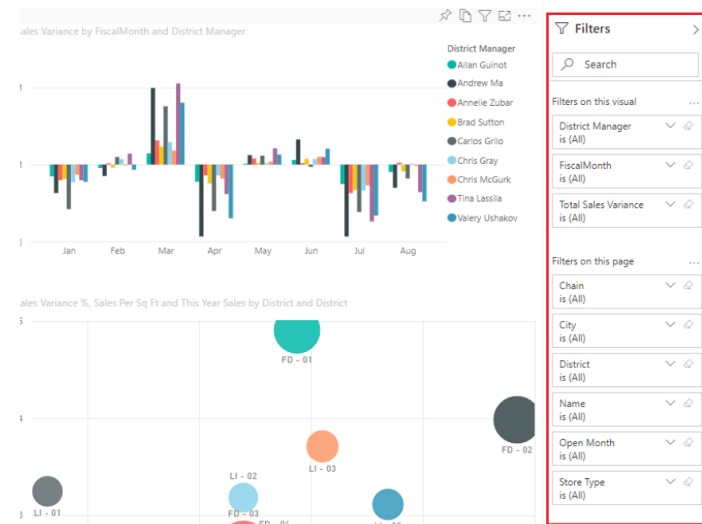 ales Variance by FiscalMonth and District Manager
District Manager
Allan Guinot
Andrew Ma
Annelie Zubar
Brad Sutton
Carlos Grilo
Chris Gray
Chris McGurk
Tina Lassila
Valery Ushakov
Jan Feb Mar Apr May Jun Jul Aug
ales Variance %, Sales Per Sq Ft and This Year Sales by District and District
FD - 01
FD - 02
LI - 03
LI - 02
LI - 01
FD - 03
Filters
Search
Filters on this visual
District Manager
is (All)
FiscalMonth
is (All)
Total Sales Variance
is (All)
Filters on this page
Chain
is (All)
City
is (All)
District
is (All)
Name
is (All)
Open Month
is (All)
Store Type
is (All)